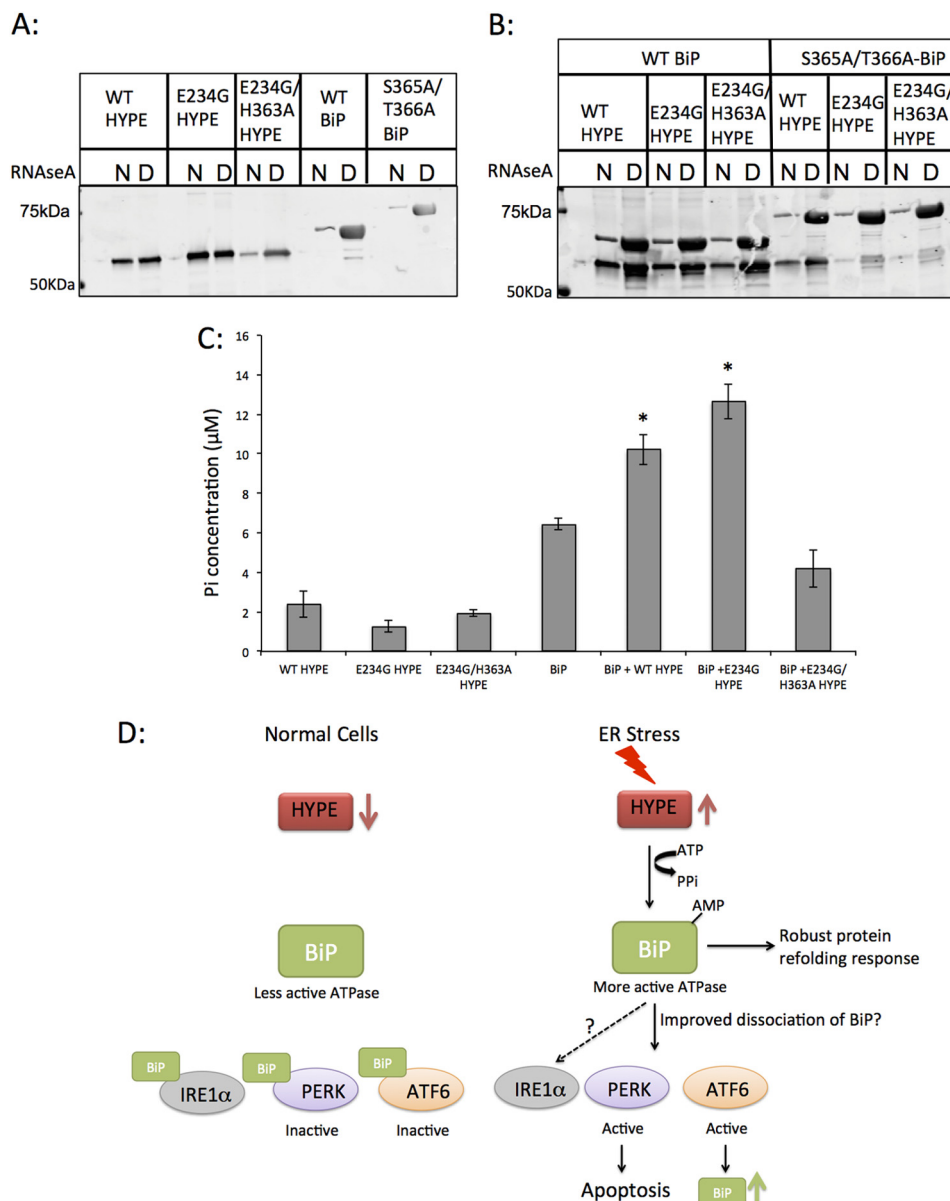 A:
WT HYPE
E234G HYPE
E234G/ H363A HYPE
WT BiP
S365A/ T366A BiP
RNAseA N D N D N D N D N D
75kDa
50KDa
B:
WT BiP
S365A/T366A-BiP
WT HYPE
E234G HYPE
E234G/ H363A HYPE
WT HYPE
E234G HYPE
E234G/ H363A HYPE
RNAseA N D N D N D N D N D N D
75kDa
50KDa
C:
Pi concentration (µM)
16
14
12
10
8
6
4
2
0
*
*
WT HYPE
E234G HYPE
E234G/H363A HYPE
BiP
BiP + WT HYPE
BiP +E234G HYPE
BiP +E234G/ H363A HYPE
D:
Normal Cells
ER Stress
HYPE
HYPE
ATP
PPi
AMP
BiP
BiP
Robust protein
refolding response
Less active ATPase
More active ATPase
?
Improved dissociation of BiP?
BiP
BiP
BiP
IRE1α
PERK
ATF6
IRE1α
PERK
ATF6
Inactive
Inactive
Active
Active
Apoptosis
BiP